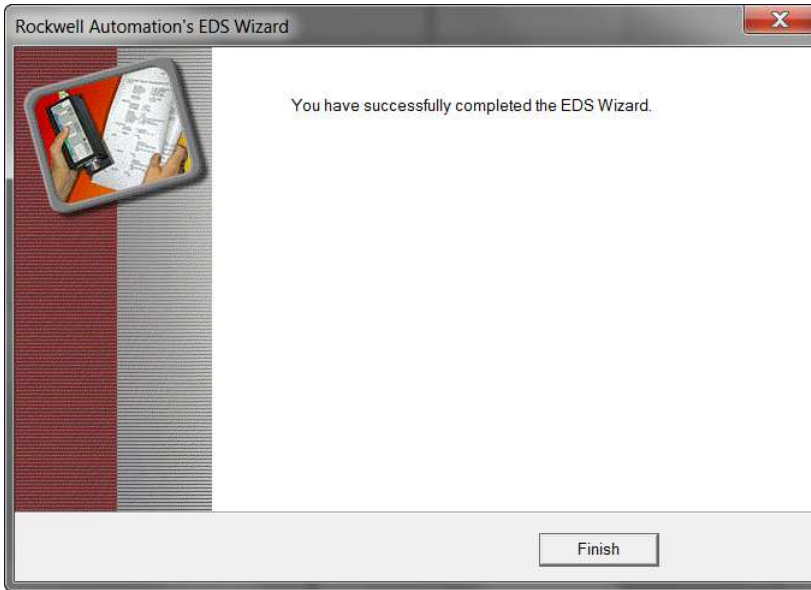 Rockwell Automation's EDS Wizard
You have successfully completed the EDS Wizard.
Finish